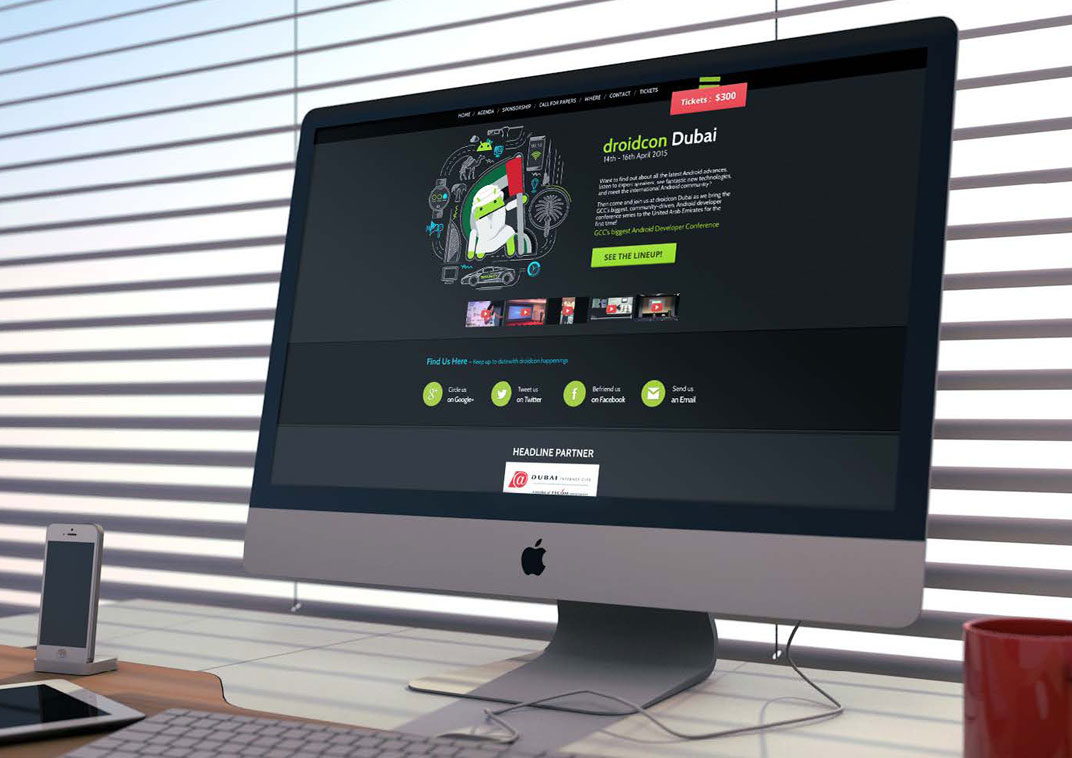 HOME / AGENDA / SPONSORSHIP / CALL FOR PAPERS / WHERE / CONTACT / TICKETS
Tickets : $300
droidcon Dubai
14th - 16th April 2015
Want to find out about all the latest Android advances,
listen to expert speakers, see fantastic new technologies,
and meet the international Android community?
Then come and join us at droidcon Dubai as we bring the
GCC's biggest, community-driven, Android developer
conference series to the United Arab Emirates for the
first time!
GCC's biggest Android Developer Conference
SEE THE LINEUP!
Find Us Here - Keep up to date with droidcon happenings
Circle us
on Google+
Tweet us
on Twitter
Befriend us
on Facebook
Send us
an Email
HEADLINE PARTNER
DUBAI INTERNET CITY